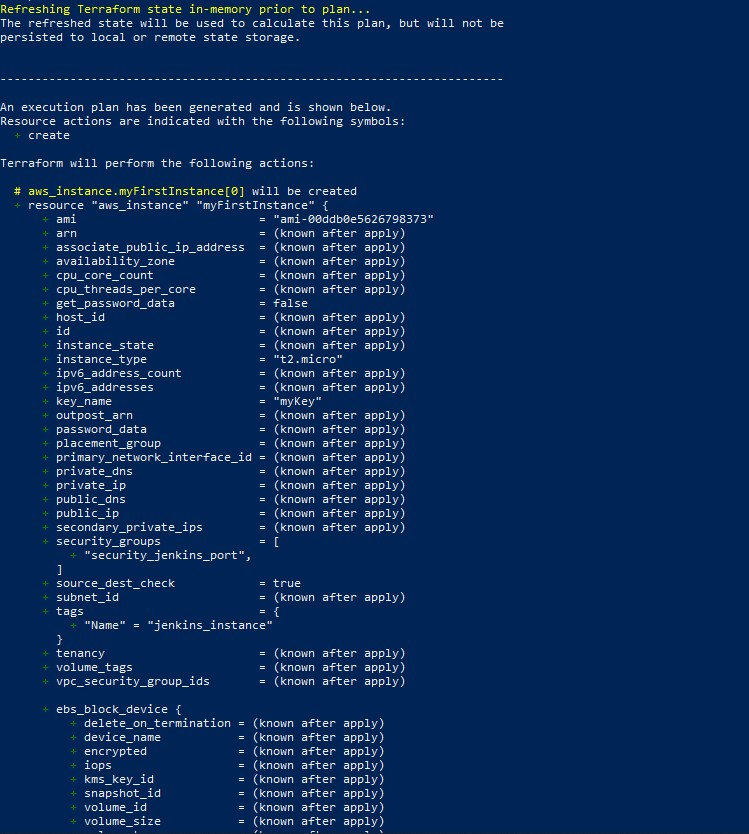 Refreshing Terraform state in-memory prior to plan...
The refreshed state will be used to calculate this plan, but will not be
persisted to local or remote state storage.
------------------------------------------------------------------------
An execution plan has been generated and is shown below.
Resource actions are indicated with the following symbols:
  + create
Terraform will perform the following actions:
  # aws_instance.myFirstInstance[0] will be created
  + resource "aws_instance" "myFirstInstance" {
      + ami                          = "ami-00ddb0e5626798373"
      + arn                          = (known after apply)
      + associate_public_ip_address  = (known after apply)
      + availability_zone            = (known after apply)
      + cpu_core_count               = (known after apply)
      + cpu_threads_per_core         = (known after apply)
      + get_password_data            = false
      + host_id                      = (known after apply)
      + id                           = (known after apply)
      + instance_state               = (known after apply)
      + instance_type                = "t2.micro"
      + ipv6_address_count           = (known after apply)
      + ipv6_addresses               = (known after apply)
      + key_name                     = "myKey"
      + outpost_arn                  = (known after apply)
      + password_data                = (known after apply)
      + placement_group              = (known after apply)
      + primary_network_interface_id = (known after apply)
      + private_dns                  = (known after apply)
      + private_ip                   = (known after apply)
      + public_dns                   = (known after apply)
      + public_ip                    = (known after apply)
      + secondary_private_ips        = (known after apply)
      + security_groups              = [
          + "security_jenkins_port",
        ]
      + source_dest_check            = true
      + subnet_id                    = (known after apply)
      + tags                         = {
          + "Name" = "jenkins_instance"
        }
      + tenancy                      = (known after apply)
      + volume_tags                  = (known after apply)
      + vpc_security_group_ids       = (known after apply)
      + ebs_block_device {
          + delete_on_termination = (known after apply)
          + device_name           = (known after apply)
          + encrypted             = (known after apply)
          + iops                  = (known after apply)
          + kms_key_id            = (known after apply)
          + snapshot_id           = (known after apply)
          + volume_id             = (known after apply)
          + volume_size           = (known after apply)